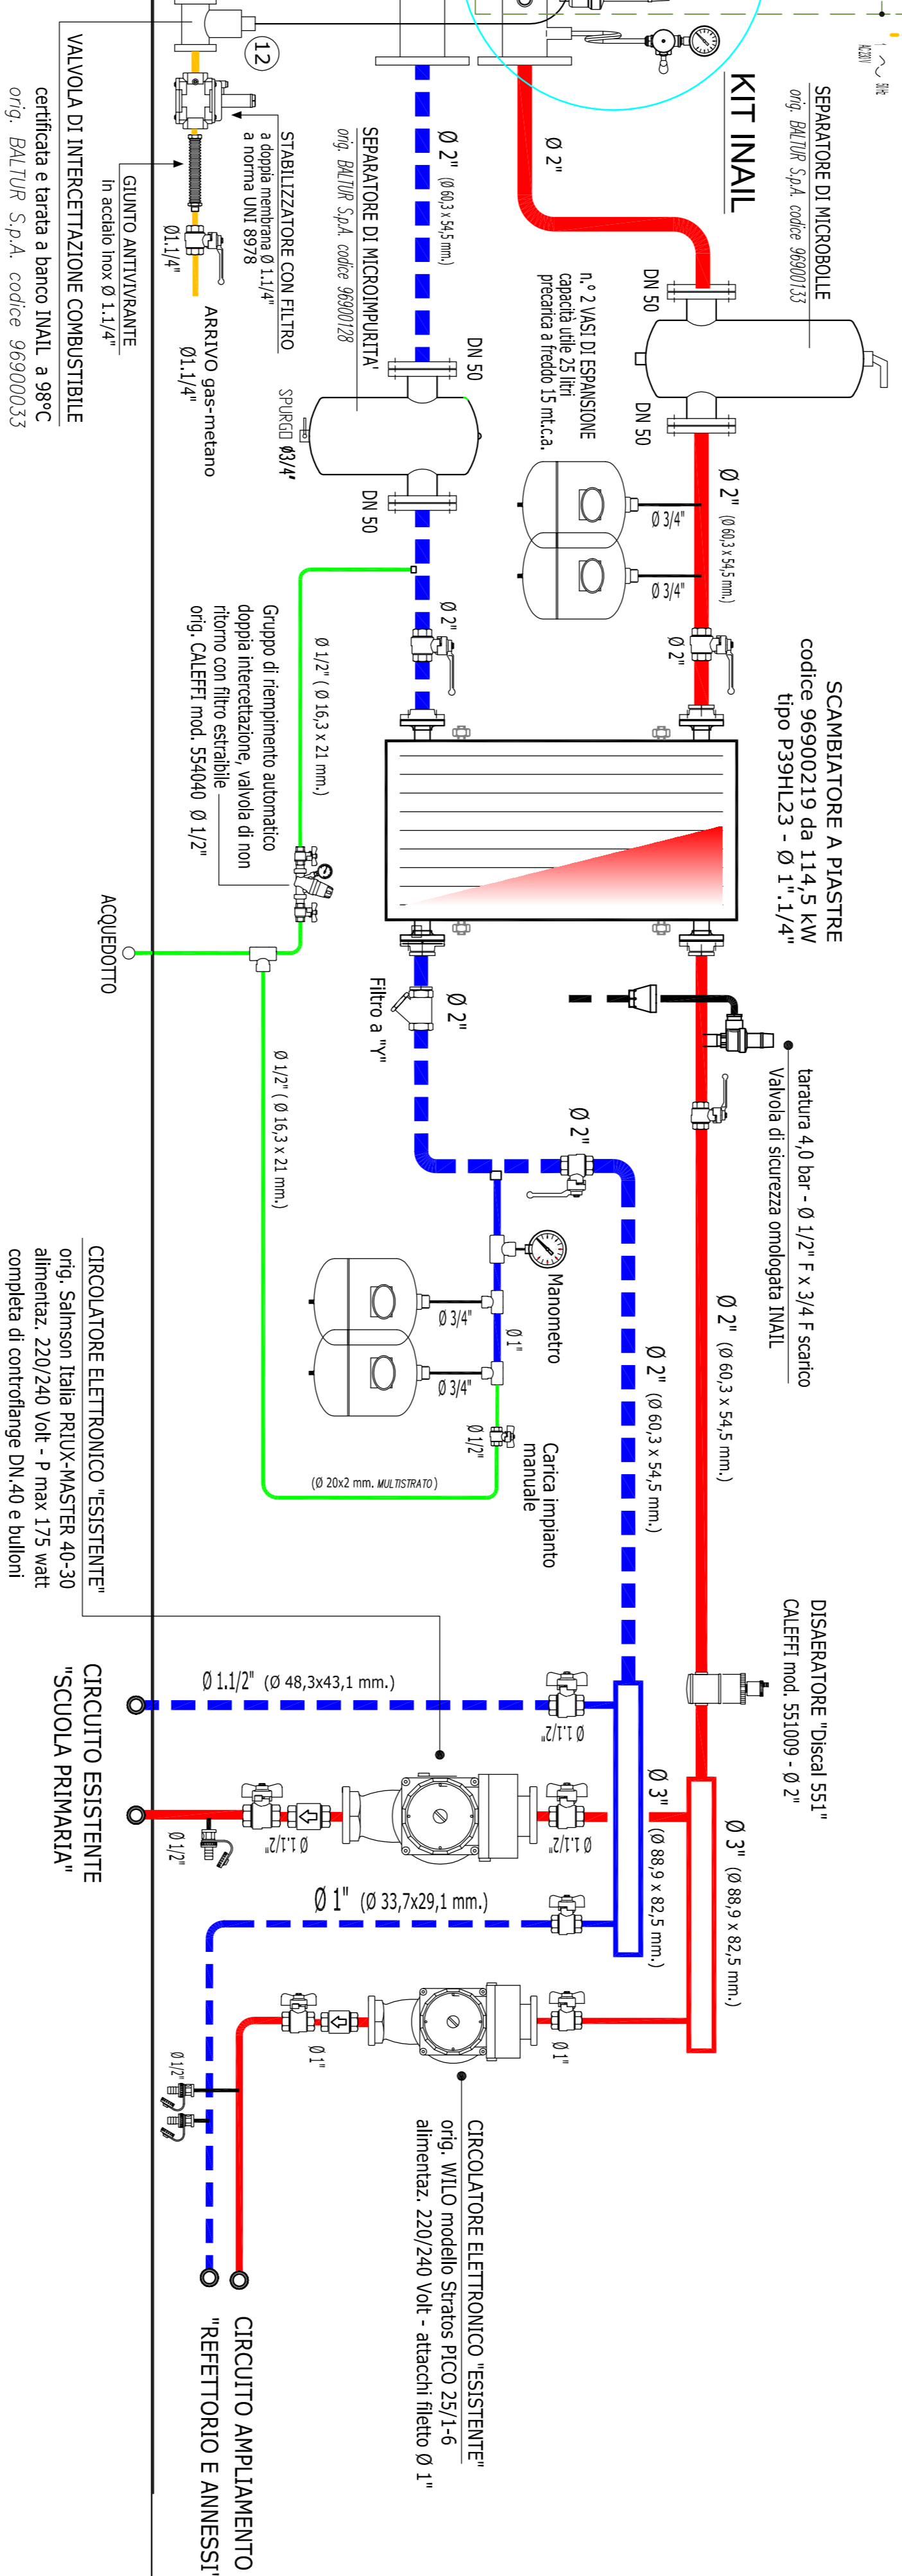 1 ~ 50Hz
AC 230V
KIT INAIL
SEPARATORE DI MICROBOLLE
orig. BALTUR S.p.A. codice 96900133
Ø 2"
DN 50
DN 50
Ø 2" (Ø 60,3 x 54,5 mm.)
n.° 2 VASI DI ESPANSIONE
capacità utile 25 litri
precarica a freddo 15 mt.c.a.
Ø 3/4"
Ø 3/4"
Ø 2"
SCAMBIATORE A PIASTRE
codice 96900219 da 114,5 kW
tipo P39HL23 - Ø 1".1/4"
taratura 4,0 bar - Ø 1/2" F x 3/4 F scarico
Valvola di sicurezza omologata INAIL
Ø 2" (Ø 60,3 x 54,5 mm.)
DISAERATORE "Discal 551"
CALEFFI mod. 551009 - Ø 2"
Ø 3" (Ø 88,9 x 82,5 mm.)
12
VALVOLA DI INTERCETTAZIONE COMBUSTIBILE
certificata e tarata a banco INAIL a 98°C
orig. BALTUR S.p.A. codice 96900033
STABILIZZATORE CON FILTRO
a doppia membrana Ø 1.1/4"
a norma UNI 8978
GIUNTO ANTIVIVRANTE
in acciaio inox Ø 1.1/4"
Ø1.1/4"
ARRIVO gas-metano
Ø1.1/4"
Ø 2" (Ø 60,3 x 54,5 mm.)
SEPARATORE DI MICROIMPURITA'
orig. BALTUR S.p.A. codice 96900128
DN 50
SPURGO Ø3/4"
DN 50
Ø 2"
Ø 1/2" ( Ø 16,3 x 21 mm.)
Gruppo di riempimento automatico
doppia intercettazione, valvola di non
ritorno con filtro estraibile
orig. CALEFFI mod. 554040 Ø 1/2"
ACQUEDOTTO
Ø 2"
Filtro a "Y"
Ø 1/2" ( Ø 16,3 x 21 mm.)
Ø 2"
Manometro
Ø 3/4"
Ø 1"
Ø 3/4"
Ø 1/2"
Carica impianto
manuale
(Ø 20x2 mm. MULTISTRATO)
Ø 2" (Ø 60,3 x 54,5 mm.)
CIRCOLATORE ELETTRONICO "ESISTENTE"
orig. Salmson Italia PRIUX-MASTER 40-30
alimentaz. 220/240 Volt - P max 175 watt
completa di controflange DN.40 e bulloni
Ø 1.1/2" (Ø 48,3x43,1 mm.)
Ø 1.1/2"
Ø 3" (Ø 88,9 x 82,5 mm.)
CIRCUITO ESISTENTE
"SCUOLA PRIMARIA"
Ø 1/2"
Ø 1.1/2"
Ø 1.1/2"
Ø 1" (Ø 33,7x29,1 mm.)
Ø 1"
Ø 1"
Ø 1/2"
CIRCOLATORE ELETTRONICO "ESISTENTE"
orig. WILO modello Stratos PICO 25/1-6
alimentaz. 220/240 Volt - attacchi filetto Ø 1"
CIRCUITO AMPLIAMENTO
"REFETTORIO E ANNESSI"